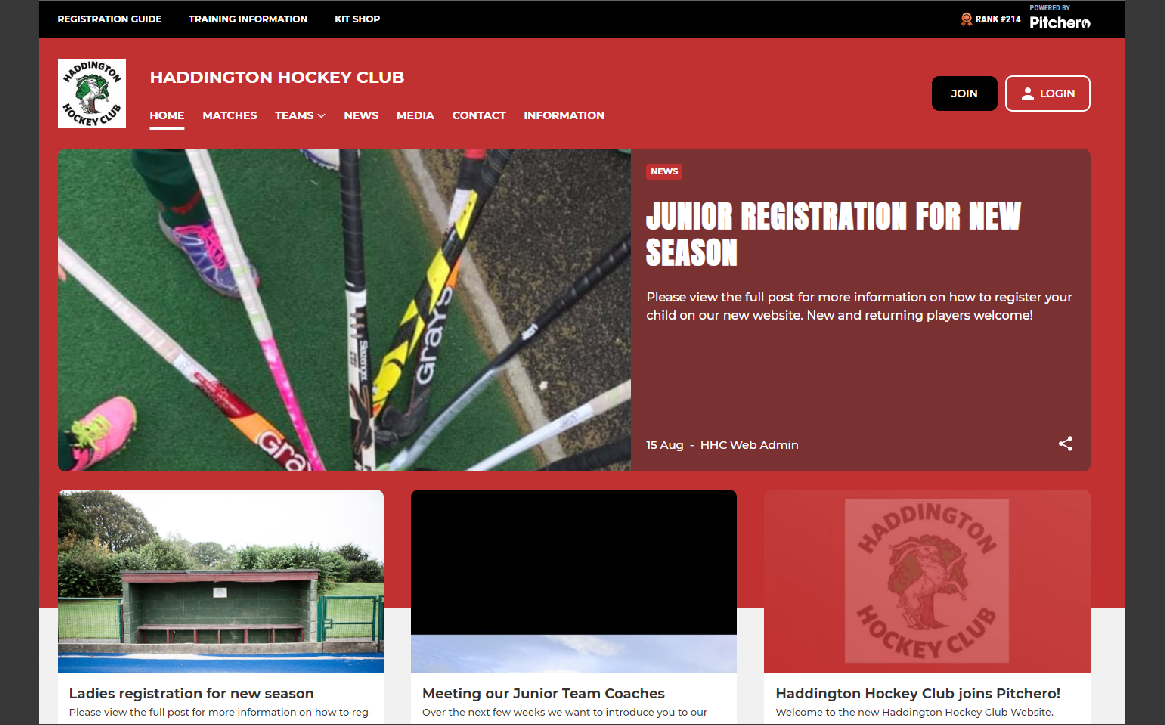 REGISTRATION GUIDE TRAINING INFORMATION KIT SHOP RANK #214 POWERED BY Pitchero
HADDINGTON HOCKEY CLUB
HADDINGTON HOCKEY CLUB
JOIN LOGIN
HOME MATCHES TEAMS NEWS MEDIA CONTACT INFORMATION
GRAYS
Gra
NEWS
JUNIOR REGISTRATION FOR NEW
SEASON
Please view the full post for more information on how to register your
child on our new website. New and returning players welcome!
15 Aug - HHC Web Admin
HADDINGTON
HOCKEY CLUB
Ladies registration for new season
Please view the full post for more information on how to reg
Meeting our Junior Team Coaches
Over the next few weeks we want to introduce you to our
Haddington Hockey Club joins Pitchero!
Welcome to the new Haddington Hockey Club Website.